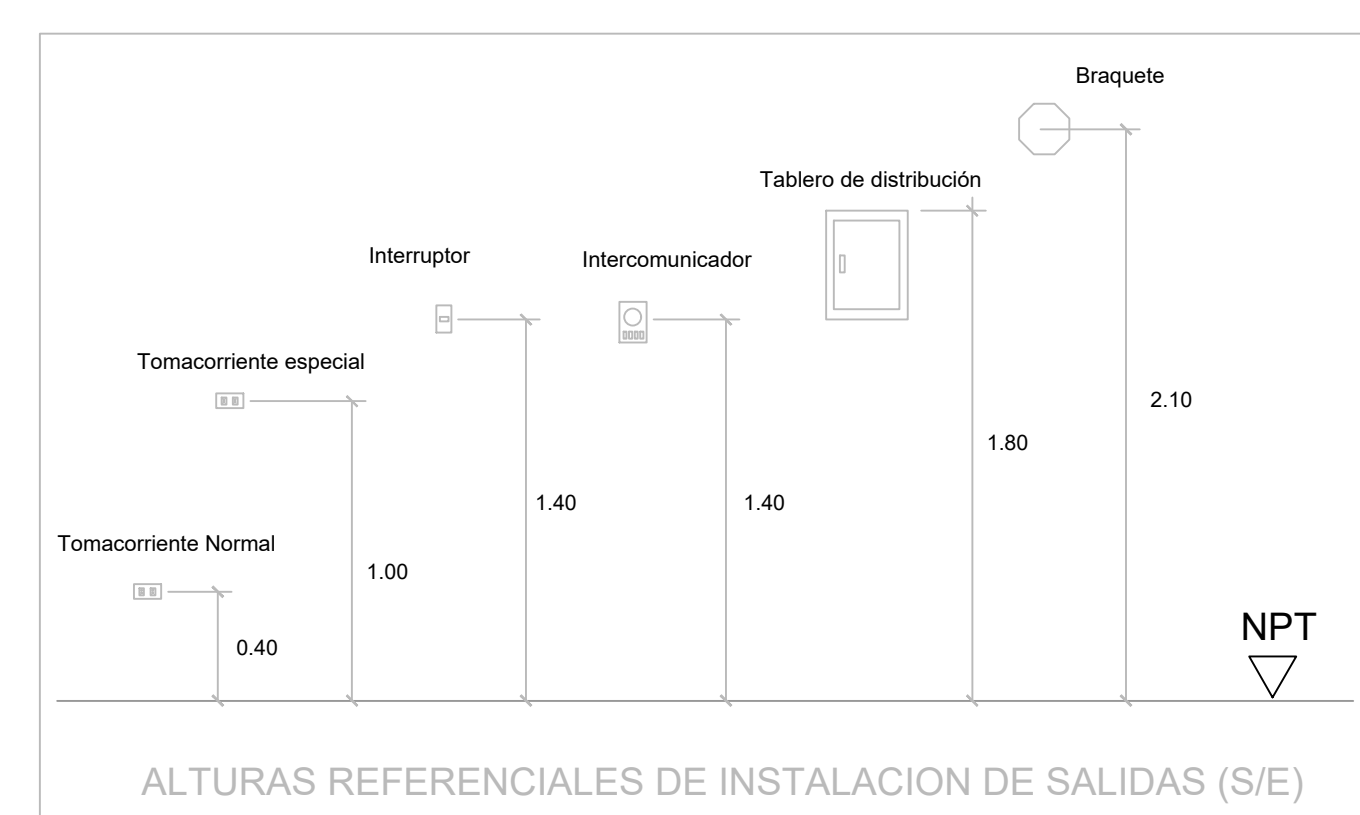 Braquete
Tablero de distribución
Interruptor
Intercomunicador
Tomacorriente especial
2.10
1.80
1.40
1.40
Tomacorriente Normal
1.00
0.40
NPT
ALTURAS REFERENCIALES DE INSTALACION DE SALIDAS (S/E)